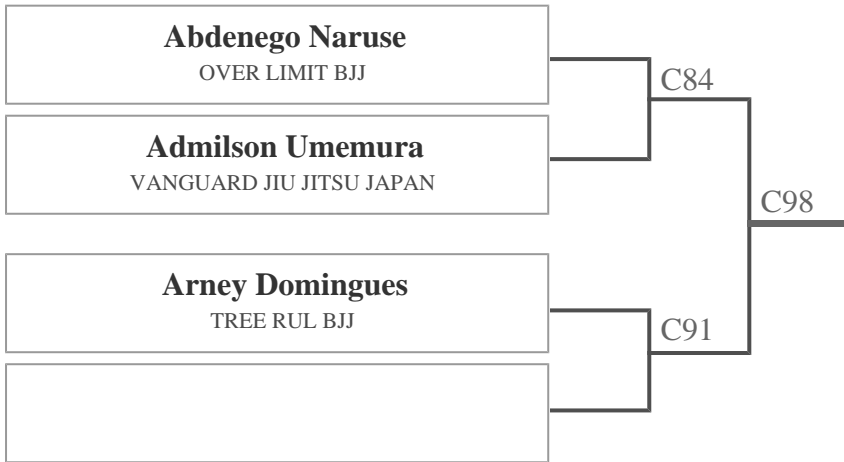 Abdenego Naruse
OVER LIMIT BJJ
C84
Admilson Umemura
VANGUARD JIU JITSU JAPAN
C98
Arney Domingues
TREE RUL BJJ
C91